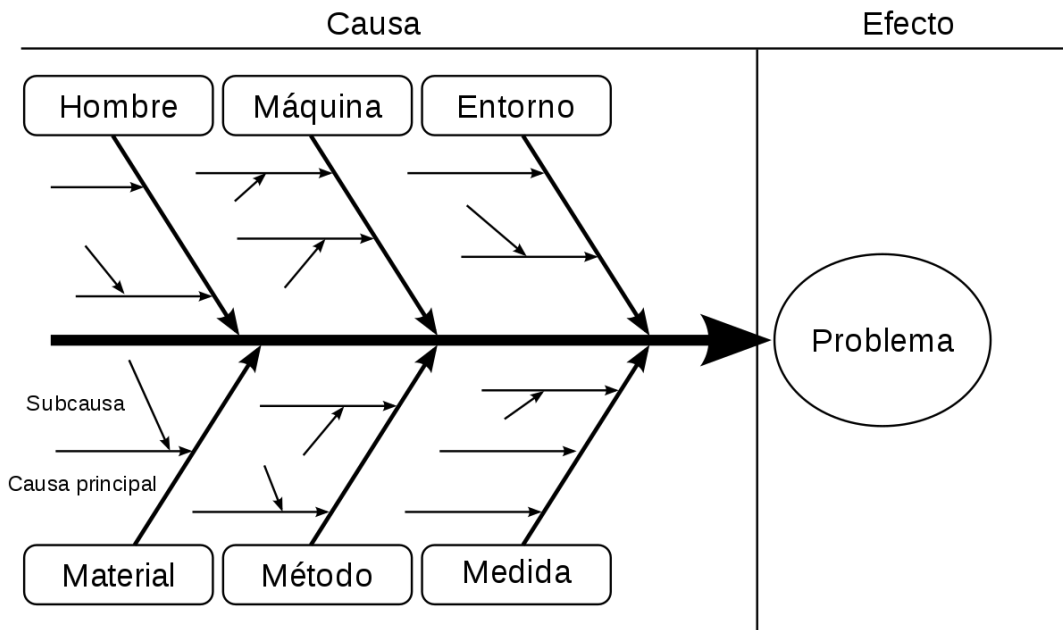 Causa
Efecto
Hombre
Máquina
Entorno
Problema
Subcausa
Causa principal
Material
Método
Medida